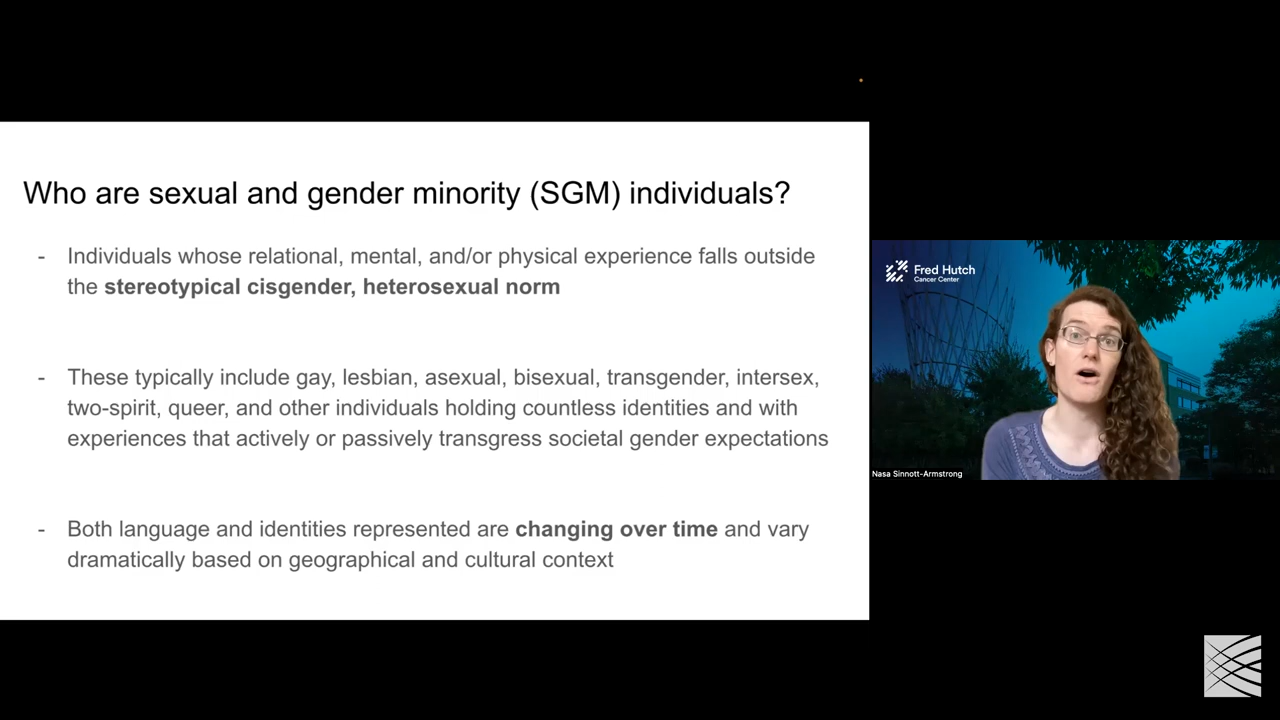 Who are sexual and gender minority (SGM) individuals?
- Individuals whose relational, mental, and/or physical experience falls outside
the stereotypical cisgender, heterosexual norm
- These typically include gay, lesbian, asexual, bisexual, transgender, intersex,
two-spirit, queer, and other individuals holding countless identities and with
experiences that actively or passively transgress societal gender expectations
- Both language and identities represented are changing over time and vary
dramatically based on geographical and cultural context
Fred Hutch
Cancer Center
Nasa Sinnott-Armstrong